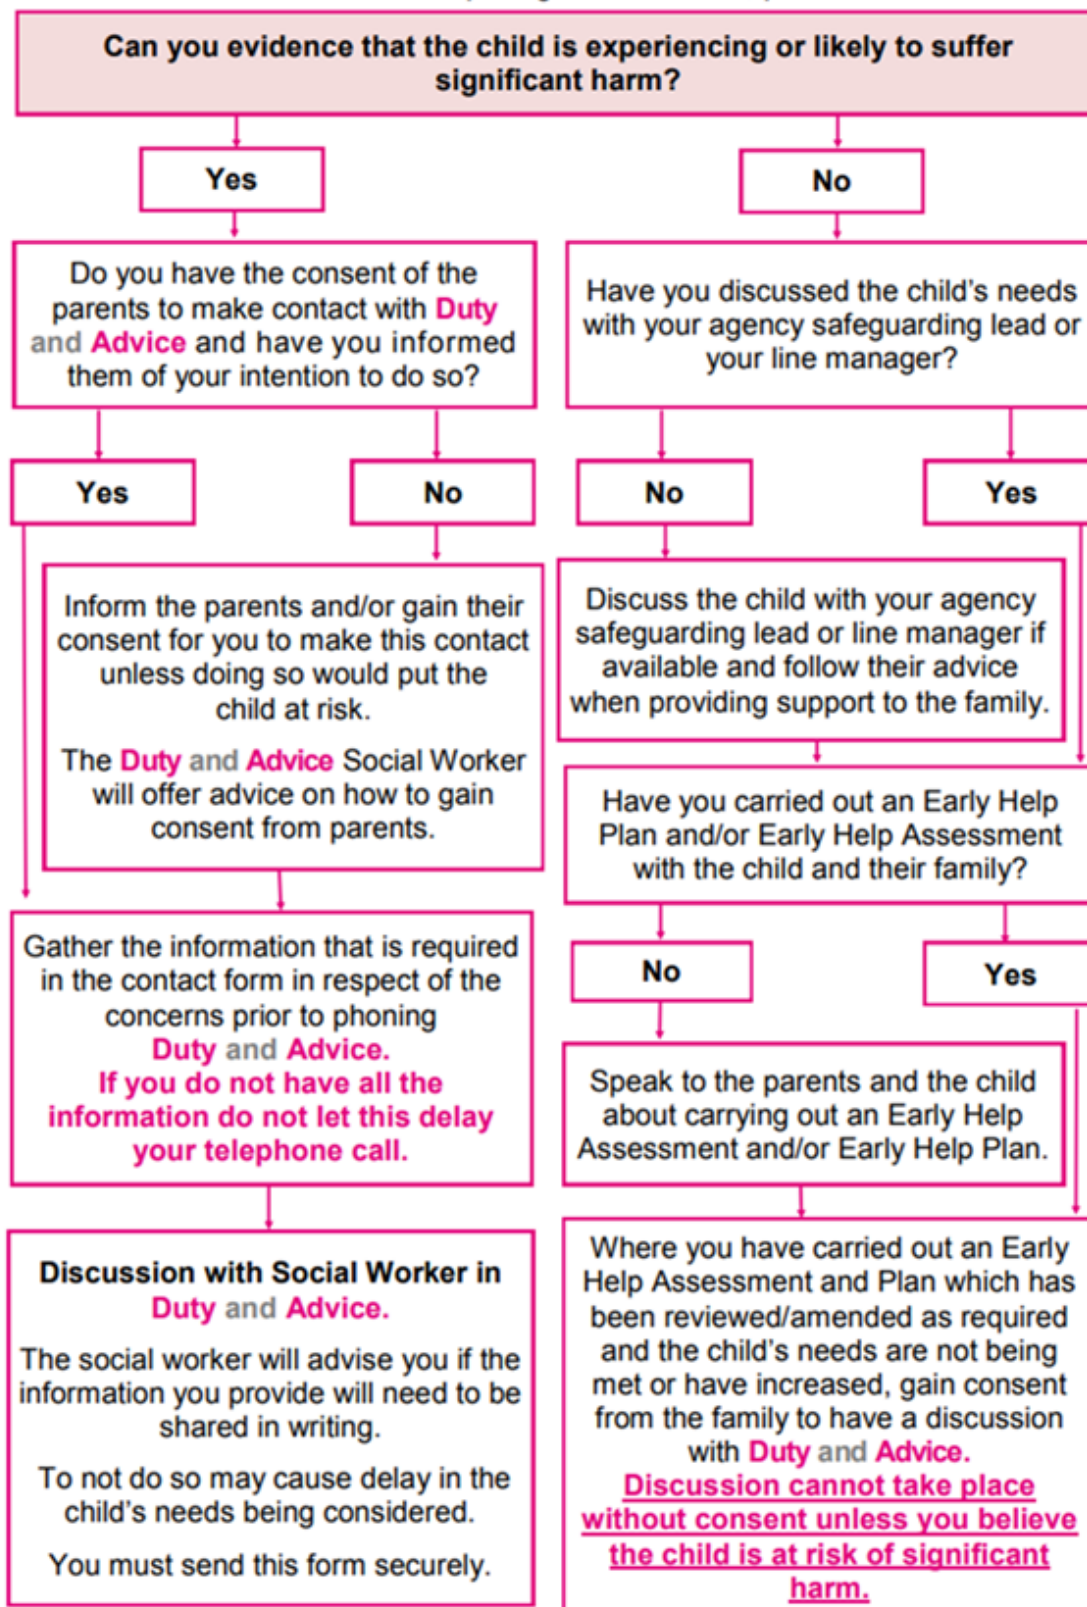 Can you evidence that the child is experiencing or likely to suffer
significant harm?
Yes
No
Do you have the consent of the
parents to make contact with Duty
and Advice and have you informed
them of your intention to do so?
Have you discussed the child's needs
with your agency safeguarding lead or
your line manager?
Yes
No
No
Yes
Inform the parents and/or gain their
consent for you to make this contact
unless doing so would put the
child at risk.
The Duty and Advice Social Worker
will offer advice on how to gain
consent from parents.
Discuss the child with your agency
safeguarding lead or line manager if
available and follow their advice
when providing support to the family.
Have you carried out an Early Help
Plan and/or Early Help Assessment
with the child and their family?
No
Yes
Gather the information that is required
in the contact form in respect of the
concerns prior to phoning
Duty and Advice.
If you do not have all the
information do not let this delay
your telephone call.
Speak to the parents and the child
about carrying out an Early Help
Assessment and/or Early Help Plan.
Discussion with Social Worker in
Duty and Advice.
The social worker will advise you if the
information you provide will need to be
shared in writing.
To not do so may cause delay in the
child's needs being considered.
You must send this form securely.
Where you have carried out an Early
Help Assessment and Plan which has
been reviewed/amended as required
and the child's needs are not being
met or have increased, gain consent
from the family to have a discussion
with Duty and Advice.
Discussion cannot take place
without consent unless you believe
the child is at risk of significant
harm.